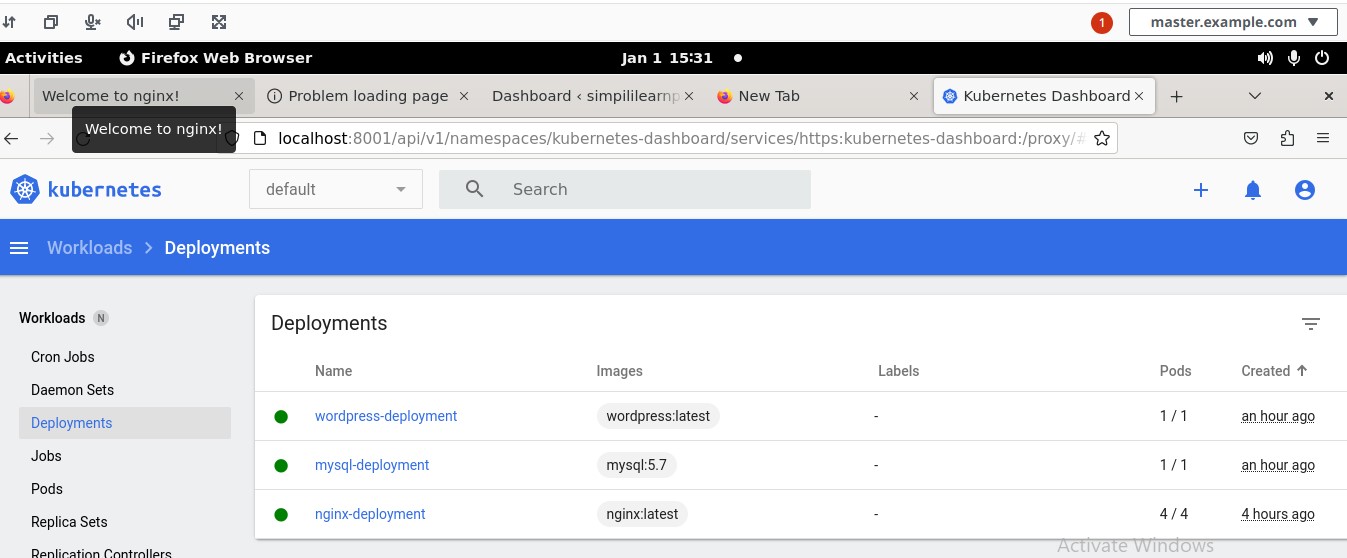 1 master.example.com
Activities Firefox Web Browser Jan 1 15:31
Welcome to nginx! Problem loading page Dashboard ‹ simpililearnp New Tab Kubernetes Dashboard
Welcome to nginx!
localhost:8001/api/v1/namespaces/kubernetes-dashboard/services/https:kubernetes-dashboard:/proxy/#
kubernetes default Search
Workloads Deployments
Workloads N
Cron Jobs
Daemon Sets
Deployments
Jobs
Pods
Replica Sets
Replication Controllers
Deployments
Name Images Labels Pods Created
wordpress-deployment wordpress:latest - 1 / 1 an hour ago
mysql-deployment mysql:5.7 - 1 / 1 an hour ago
nginx-deployment nginx:latest - 4 / 4 4 hours ago
Activate Windows